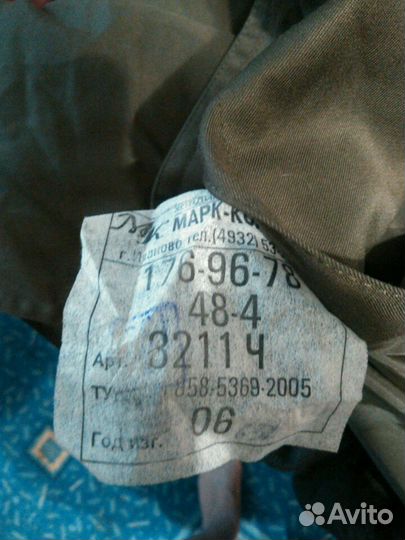 МАРК-КО
г. Иваново тел.(4932) 53
176-96-78
48-4
Арт. 3211 Ч
ТУ 858-5369-2005
Год изг. 06
Avito